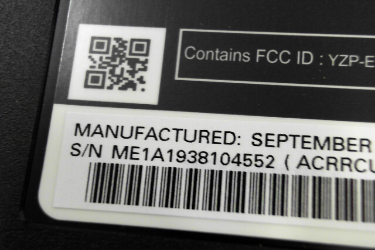 Contains FCC ID : YZP-E
MANUFACTURED: SEPTEMBER
S/N ME1A1938104552 ( ACRRCU